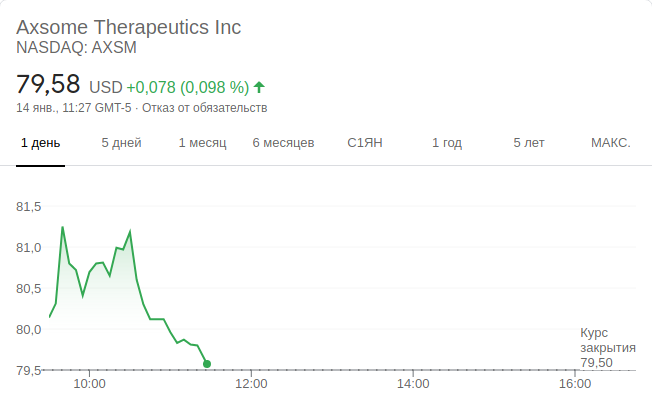 Axsome Therapeutics Inc
NASDAQ: AXSM
79,58 USD +0,078 (0,098 %)
14 янв., 11:27 GMT-5 · Отказ от обязательств
1 день 5 дней 1 месяц 6 месяцев С1ЯН 1 год 5 лет МАКС.
81,5
81,0
80,5
80,0
79,5
Курс
закрытия
79,50
10:00 12:00 14:00 16:00